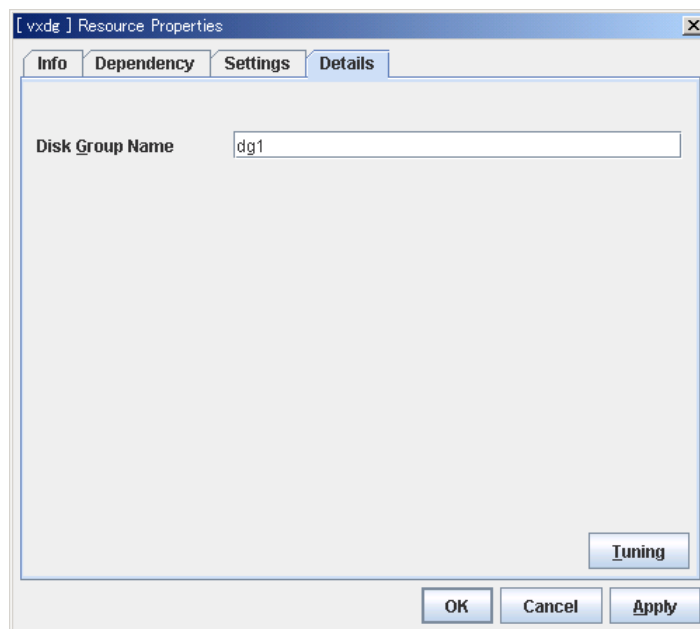 [ vxdg ] Resource Properties
Info Dependency Settings Details
Disk Group Name dg1
Tuning
OK Cancel Apply